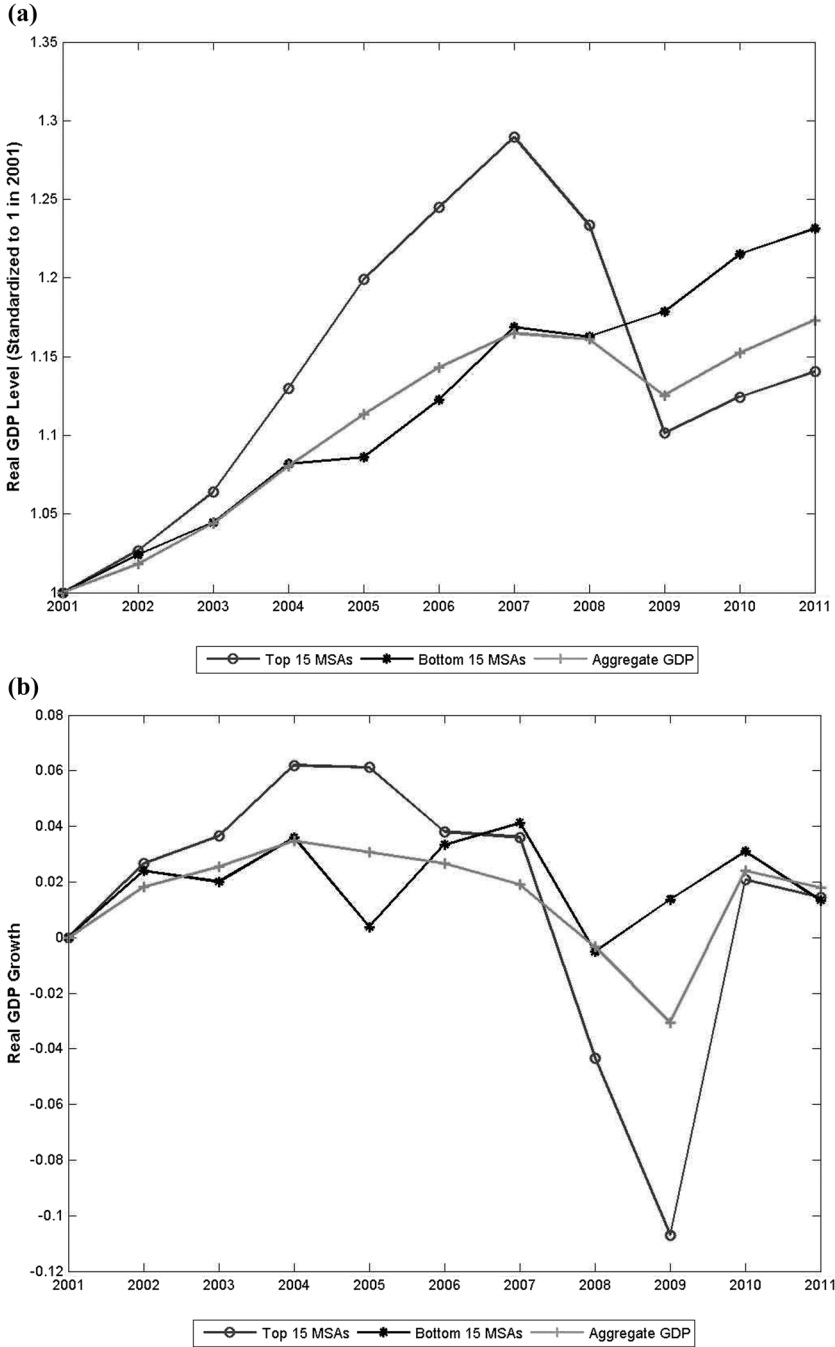 (a)
Real GDP Level (Standardized to 1 in 2001)
1.35
1.3
1.25
1.2
1.15
1.1
1.05
1
2001 2002 2003 2004 2005 2006 2007 2008 2009 2010 2011
Top 15 MSAs Bottom 15 MSAs Aggregate GDP
(b)
Real GDP Growth
0.08
0.06
0.04
0.02
0
-0.02
-0.04
-0.06
-0.08
-0.1
-0.12
2001 2002 2003 2004 2005 2006 2007 2008 2009 2010 2011
Top 15 MSAs Bottom 15 MSAs Aggregate GDP